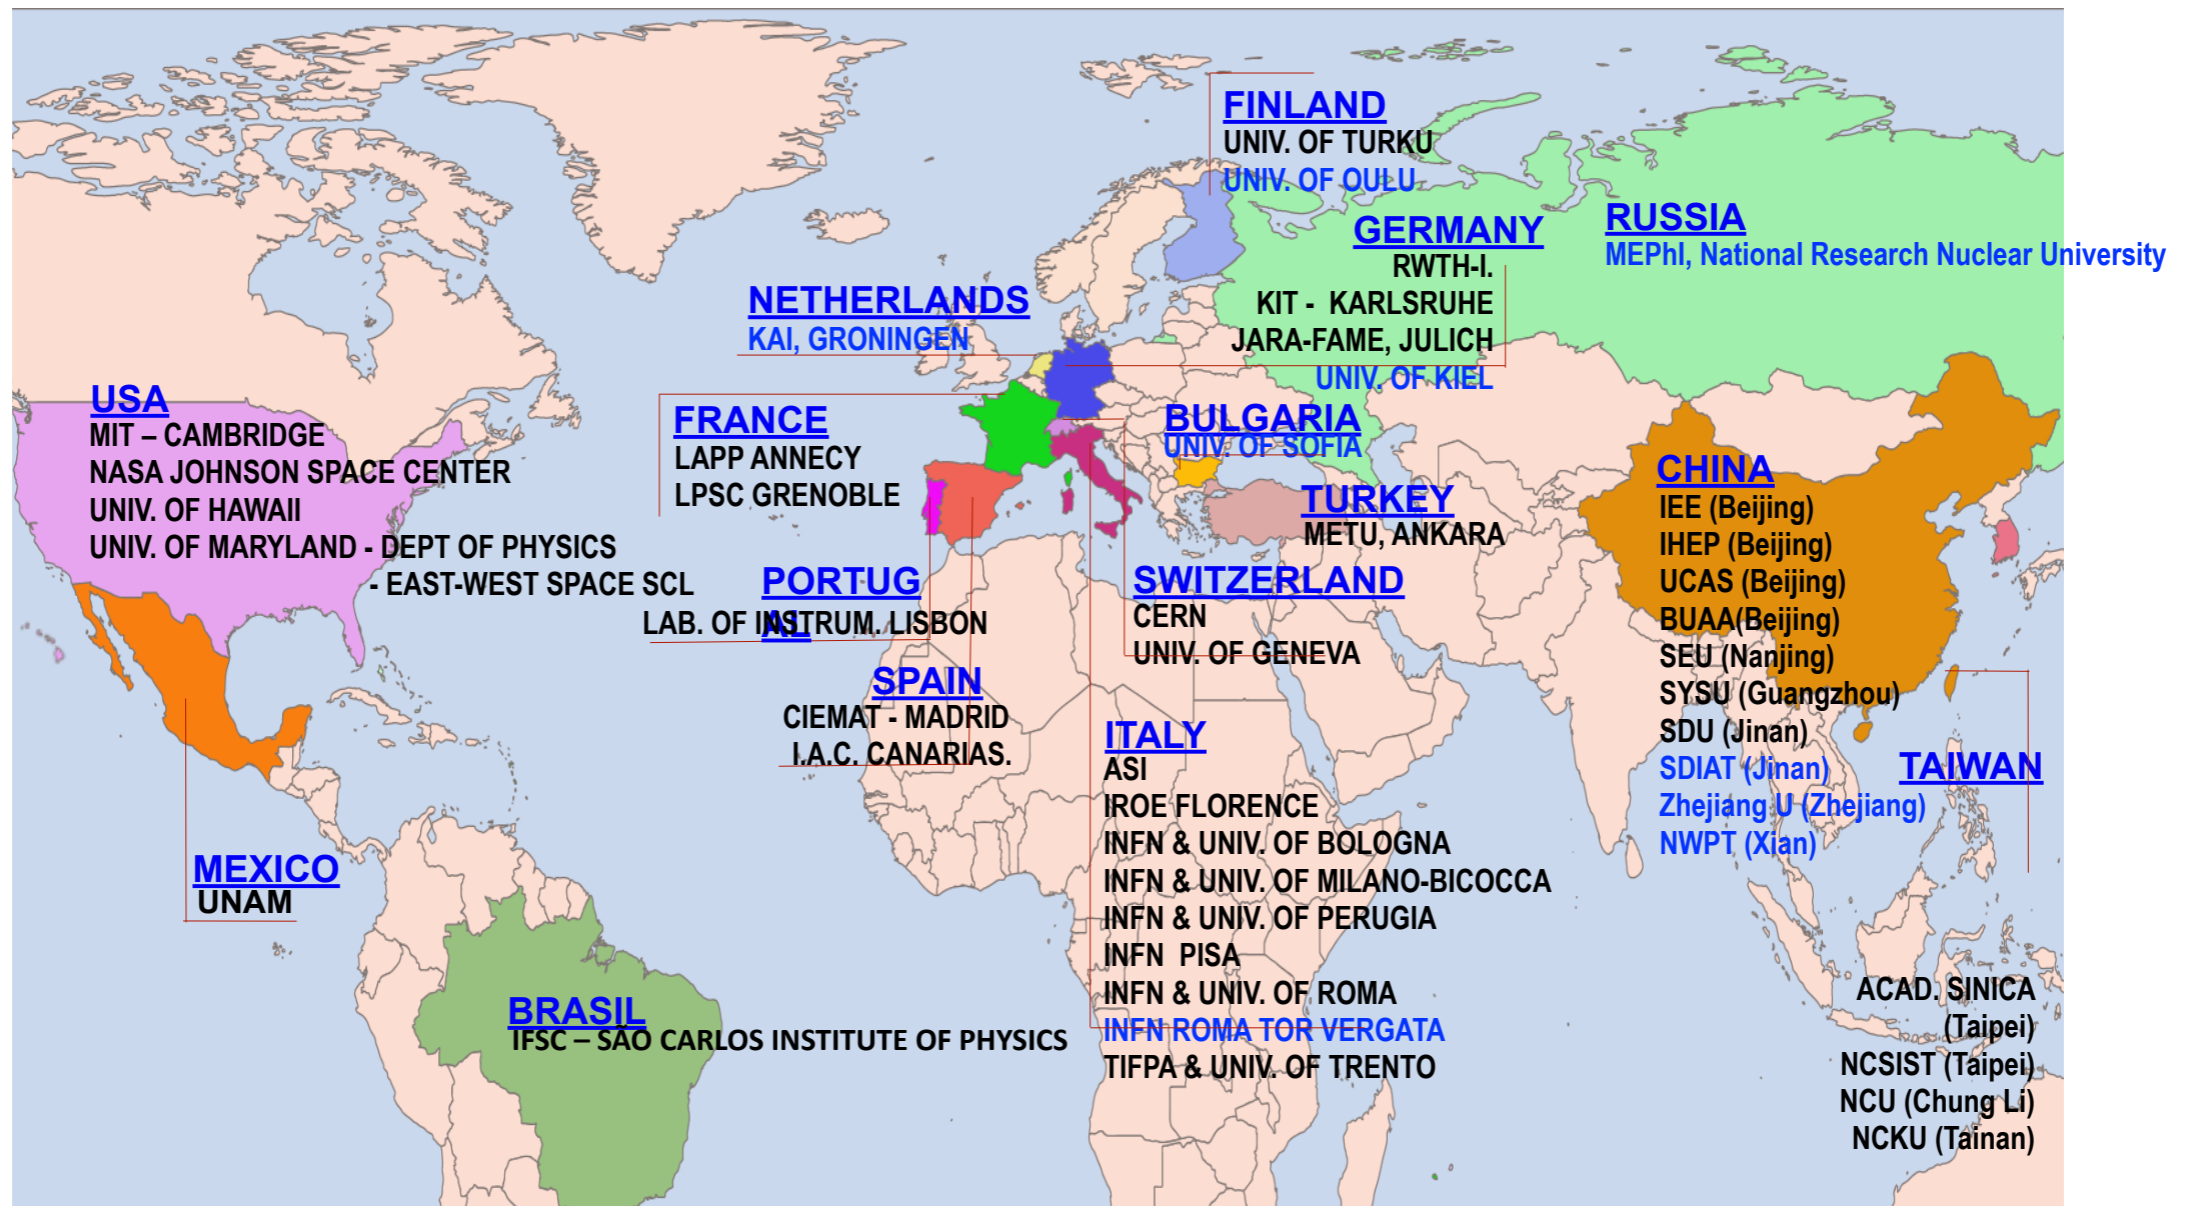 FINLAND
UNIV. OF TURKU
UNIV. OF OULU
GERMANY
RWTH-I.
KIT - KARLSRUHE
JARA-FAME, JULICH
UNIV. OF KIEL
RUSSIA
MEPhI, National Research Nuclear University
NETHERLANDS
KAI, GRONINGEN
USA
MIT – CAMBRIDGE
NASA JOHNSON SPACE CENTER
UNIV. OF HAWAII
UNIV. OF MARYLAND - DEPT OF PHYSICS
- EAST-WEST SPACE SCL
FRANCE
LAPP ANNECY
LPSC GRENOBLE
BULGARIA
UNIV. OF SOFIA
TURKEY
METU, ANKARA
CHINA
IEE (Beijing)
IHEP (Beijing)
UCAS (Beijing)
BUAA(Beijing)
SEU (Nanjing)
SYSU (Guangzhou)
SDU (Jinan)
SDIAT (Jinan)
Zhejiang U (Zhejiang)
NWPT (Xian)
PORTUG
AL
LAB. OF INSTRUM. LISBON
SWITZERLAND
CERN
UNIV. OF GENEVA
SPAIN
CIEMAT - MADRID
I.A.C. CANARIAS.
ITALY
ASI
IROE FLORENCE
INFN & UNIV. OF BOLOGNA
INFN & UNIV. OF MILANO-BICOCCA
INFN & UNIV. OF PERUGIA
INFN PISA
INFN & UNIV. OF ROMA
INFN ROMA TOR VERGATA
TIFPA & UNIV. OF TRENTO
TAIWAN
ACAD. SINICA
(Taipei)
NCSIST (Taipei)
NCU (Chung Li)
NCKU (Tainan)
MEXICO
UNAM
BRASIL
IFSC – SÃO CARLOS INSTITUTE OF PHYSICS